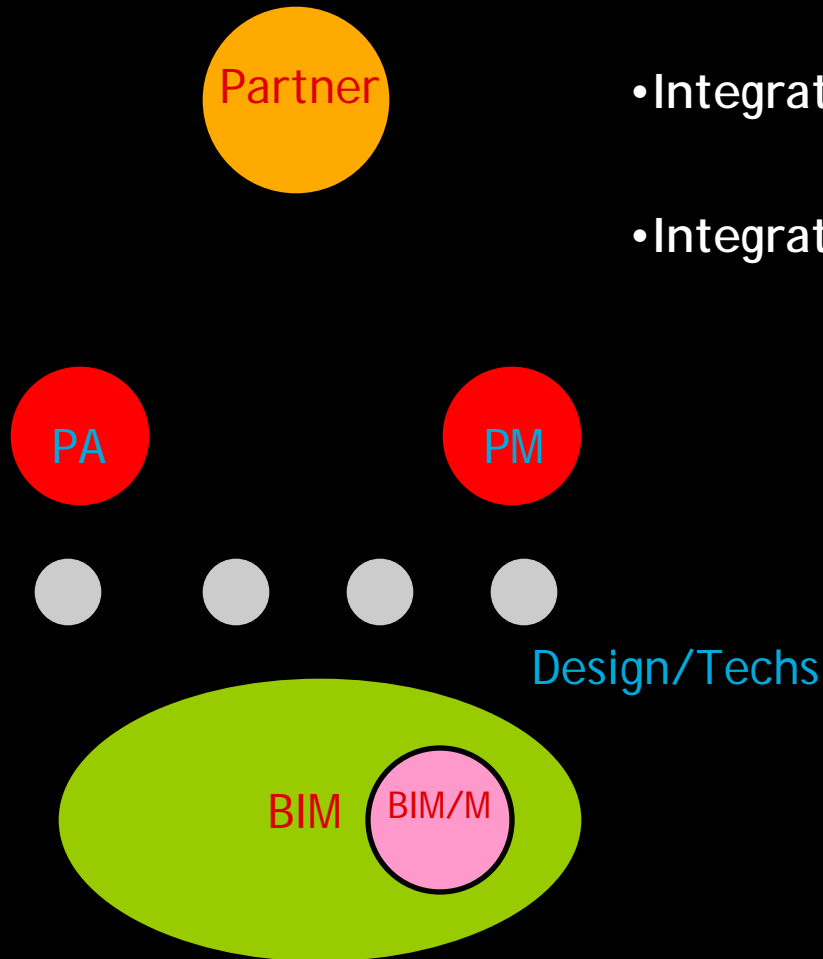 Partner
•Integrat
•Integrat
PA
PM
Design/Techs
BIM
BIM/M